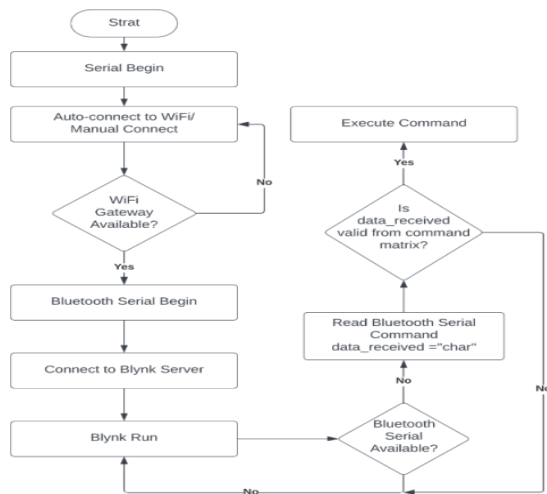 Strat
Serial Begin
Auto-connect to WiFi/
Manual Connect
No
WiFi
Gateway
Available?
Yes
Bluetooth Serial Begin
Connect to Blynk Server
Blynk Run
No
Bluetooth
Serial
Available?
No
Read Bluetooth Serial
Command
data_received ="char"
Is
data_received
valid from command
matrix?
Yes
Execute Command
No